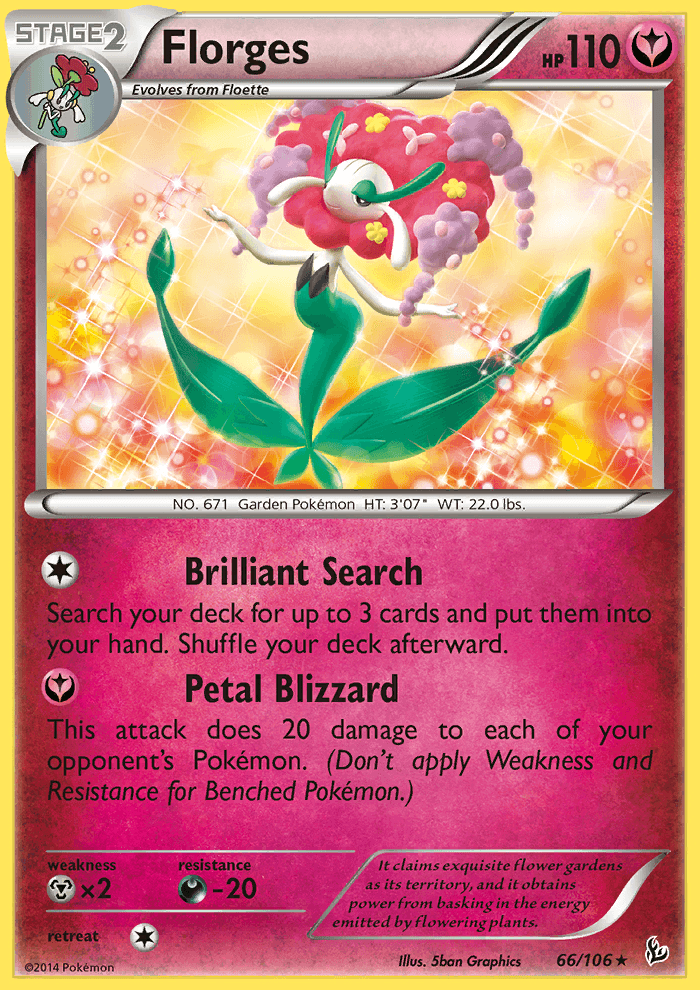 STAGE2
Florges
HP110
Evolves from Floette
NO. 671 Garden Pokémon HT: 3'07" WT: 22.0 lbs.
Brilliant Search
Search your deck for up to 3 cards and put them into
your hand. Shuffle your deck afterward.
Petal Blizzard
This attack does 20 damage to each of your
opponent's Pokémon. (Don't apply Weakness and
Resistance for Benched Pokémon.)
weakness
×2
resistance
-20
retreat
It claims exquisite flower gardens
as its territory, and it obtains
power from basking in the energy
emitted by flowering plants.
©2014 Pokémon
Illus. 5ban Graphics
66/106 ★